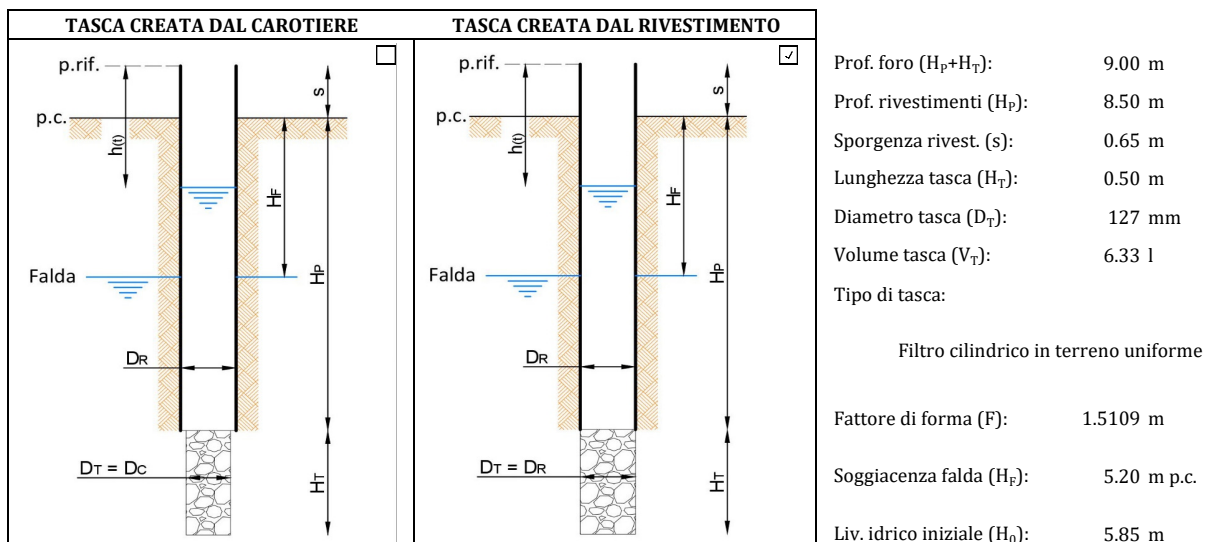 TASCA CREATA DAL CAROTIERE
p.rif.
s
p.c.
h(t)
HF
Falda
HP
DR
DT = DC
HT
TASCA CREATA DAL RIVESTIMENTO
p.rif.
s
p.c.
h(t)
HF
Falda
HP
DR
DT = DR
HT
Prof. foro (HP+HT): 9.00 m
Prof. rivestimenti (HP): 8.50 m
Sporgenza rivest. (s): 0.65 m
Lunghezza tasca (HT): 0.50 m
Diametro tasca (DT): 127 mm
Volume tasca (VT): 6.33 l
Tipo di tasca:
Filtro cilindrico in terreno uniforme
Fattore di forma (F): 1.5109 m
Soggiacenza falda (HF): 5.20 m p.c.
Liv. idrico iniziale (H0): 5.85 m